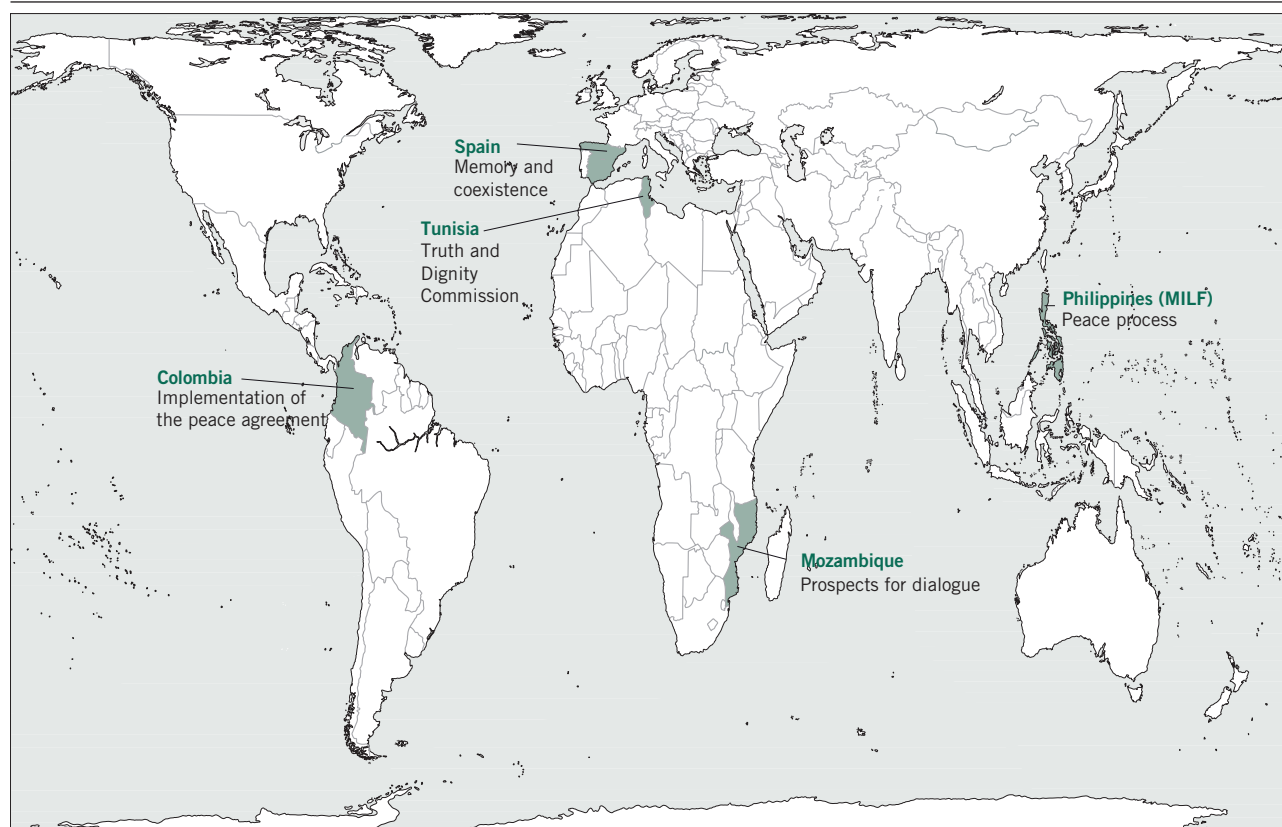 Spain
Memory and
coexistence
Tunisia
Truth and
Dignity
Commission
Philippines (MILF)
Peace process
Colombia
Implementation of
the peace agreement
Mozambique
Prospects for dialogue